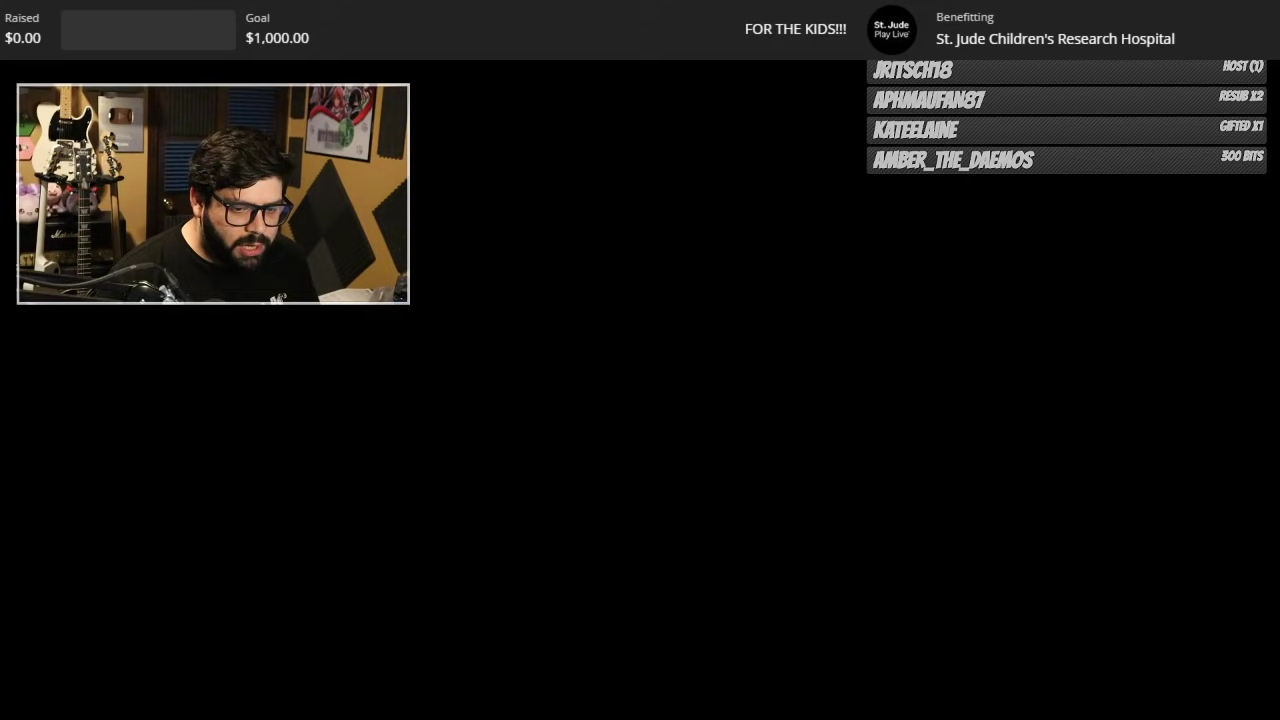 Raised
$0.00
Goal
$1,000.00
FOR THE KIDS!!!
St. Jude
Play Live
Benefitting
St. Jude Children's Research Hospital
JRITSCH18
HOST (1)
APHMAUFAN87
RESUB X2
KATEELAINE
GIFTED X1
AMBER_THE_DAEMOS
300 BITS
Marshall